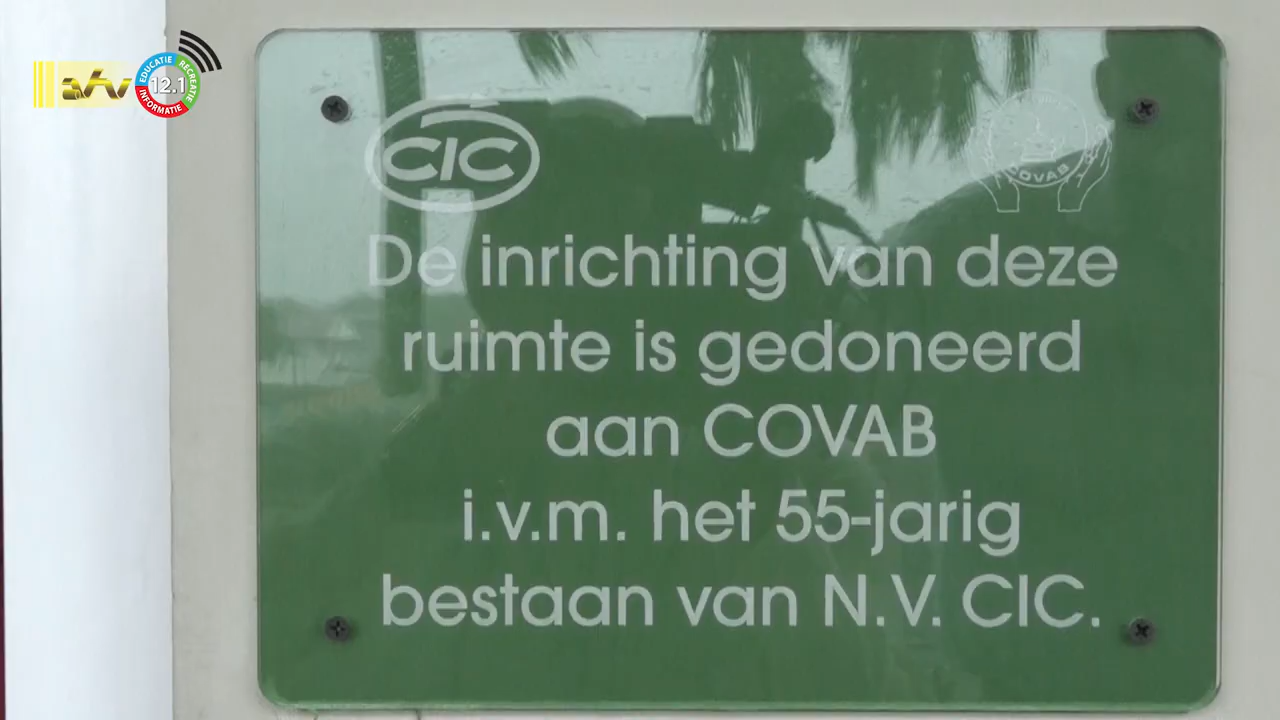 EDUCATIE
RECREATIE
INFORMATIE
12.1
CIC
COVAB
De inrichting van deze
ruimte is gedoneerd
aan COVAB
i.v.m. het 55-jarig
bestaan van N.V. CIC.